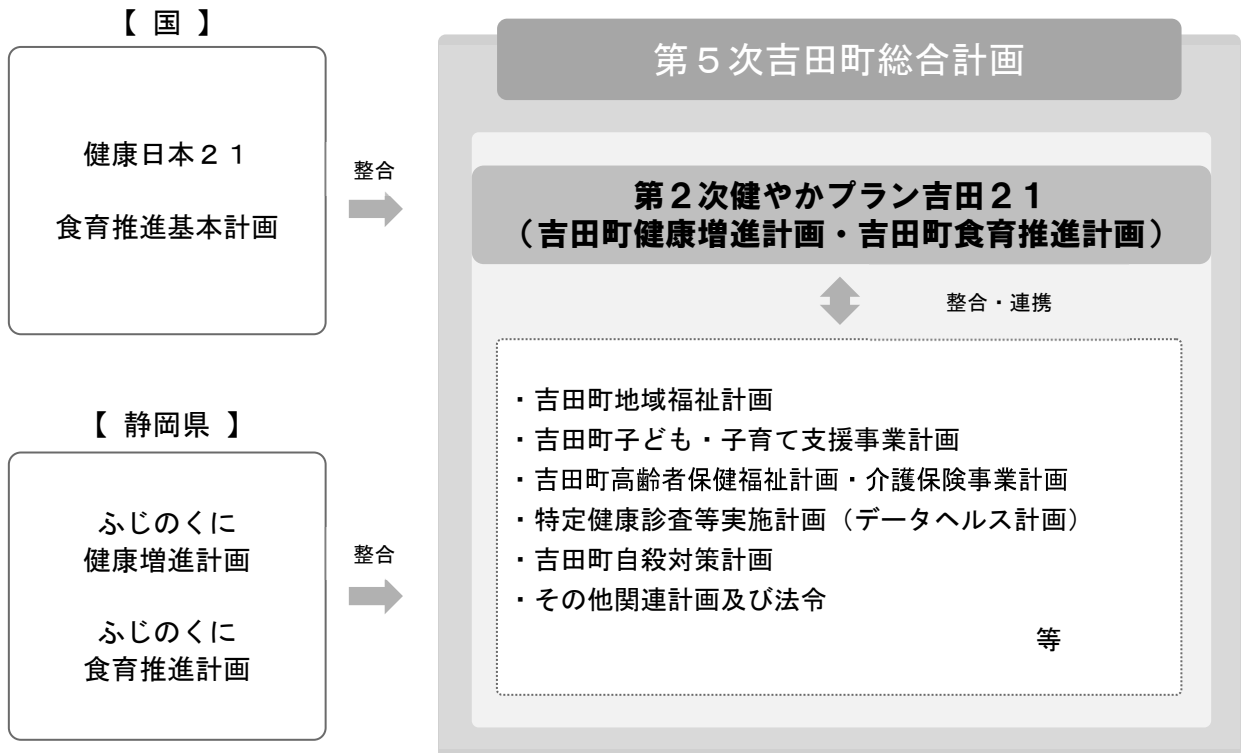 【 国 】
健康日本２１
食育推進基本計画
整合
【 静岡県 】
ふじのくに
健康増進計画
ふじのくに
食育推進計画
整合
第５次吉田町総合計画
第２次健やかプラン吉田２１
（吉田町健康増進計画・吉田町食育推進計画）
整合・連携
・吉田町地域福祉計画
・吉田町子ども・子育て支援事業計画
・吉田町高齢者保健福祉計画・介護保険事業計画
・特定健康診査等実施計画（データヘルス計画）
・吉田町自殺対策計画
・その他関連計画及び法令
等